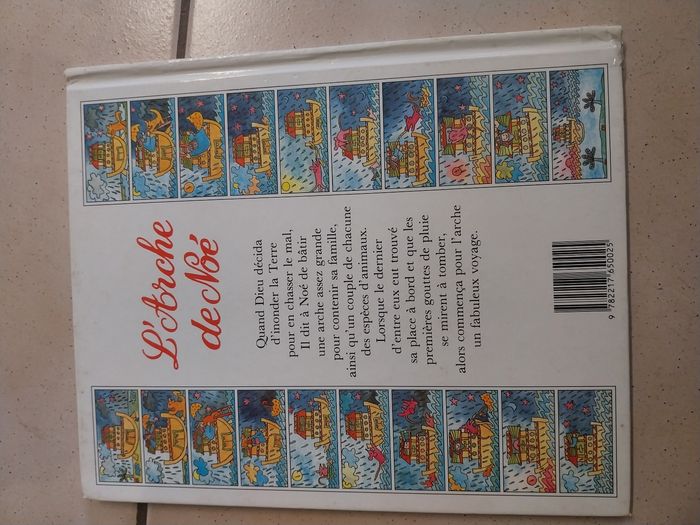 L'Arche
de Noé
Quand Dieu décida
d'inonder la Terre
pour en chasser le mal,
Il dit à Noé de bâtir
une arche assez grande
pour contenir sa famille,
ainsi qu'un couple de chacune
des espèces d'animaux.
Lorsque le dernier
d'entre eux eut trouvé
sa place à bord et que les
premières gouttes de pluie
se mirent à tomber,
alors commença pour l'arche
un fabuleux voyage.
9 782217 650025